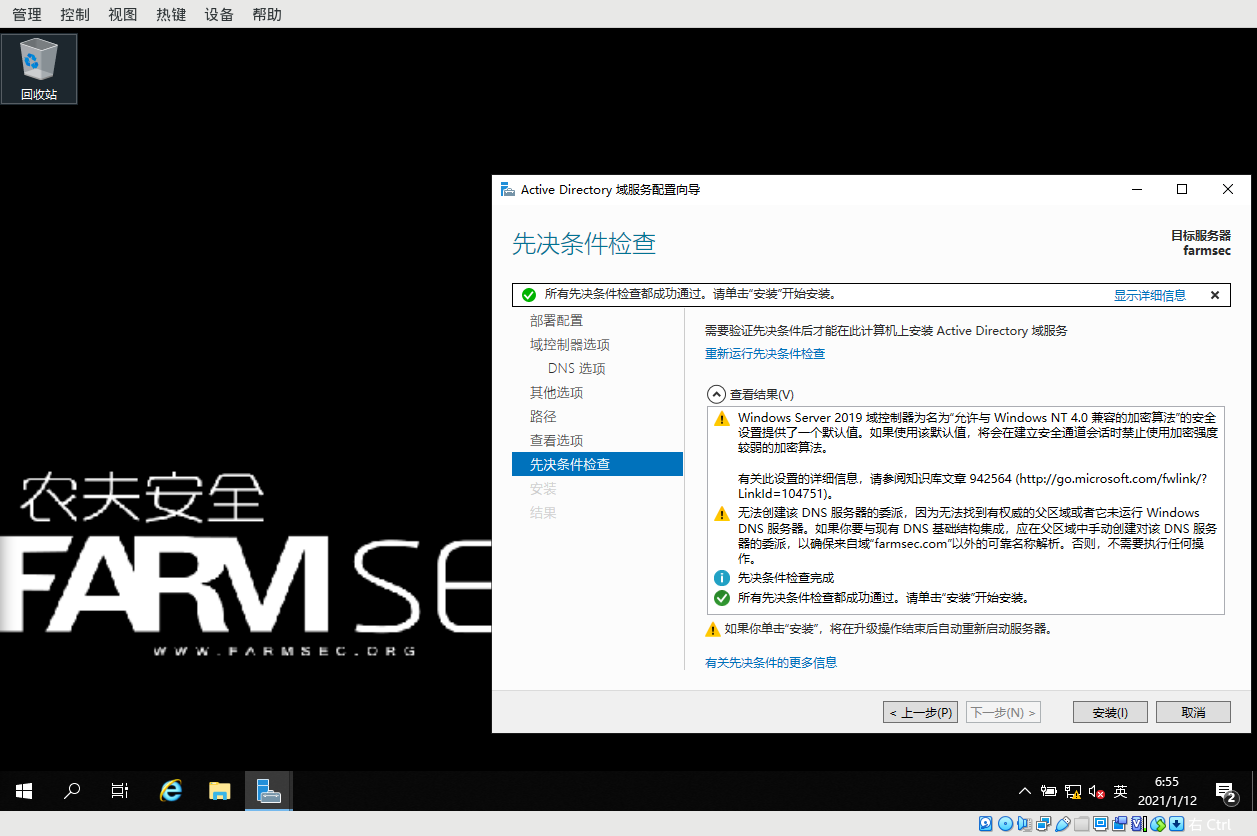 管理 控制 视图 热键 设备 帮助
回收站
Active Directory 域服务配置向导
先决条件检查
目标服务器
farmsec
所有先决条件检查都成功通过。请单击“安装”开始安装。
显示详细信息
部署配置
域控制器选项
DNS 选项
其他选项
路径
查看选项
先决条件检查
安装
结果
需要验证先决条件后才能在此计算机上安装 Active Directory 域服务
重新运行先决条件检查
查看结果(V)
Windows Server 2019 域控制器为名为“允许与 Windows NT 4.0 兼容的加密算法”的安全
设置提供了一个默认值。如果使用该默认值，将会在建立安全通道会话时禁止使用加密强度
较弱的加密算法。
有关此设置的详细信息，请参阅知识库文章 942564 (http://go.microsoft.com/fwlink/?
LinkId=104751)。
无法创建该 DNS 服务器的委派，因为无法找到有权威的父区域或者它未运行 Windows
DNS 服务器。如果你要与现有 DNS 基础结构集成，应在父区域中手动创建对该 DNS 服务
器的委派，以确保来自域“farmsec.com”以外的可靠名称解析。否则，不需要执行任何操
作。
先决条件检查完成
所有先决条件检查都成功通过。请单击“安装”开始安装。
如果你单击“安装”，将在升级操作结束后自动重新启动服务器。
有关先决条件的更多信息
< 上一步(P)
下一步(N) >
安装(I)
取消
农夫安全
FARM SE
WWW.FARMSEC.ORG
英
6:55
2021/1/12
2
右 Ctrl